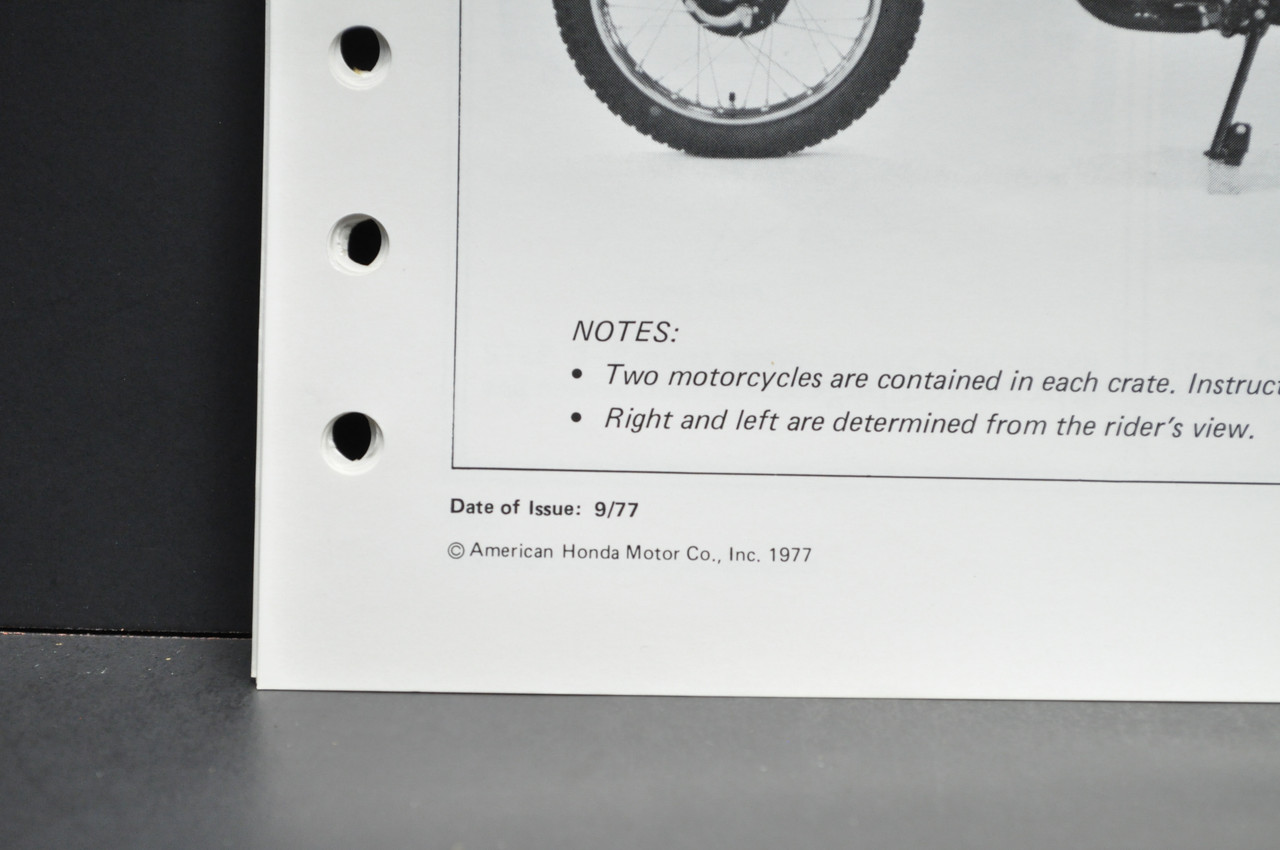 NOTES:
• Two motorcycles are contained in each crate. Instruct
• Right and left are determined from the rider's view.
Date of Issue: 9/77
© American Honda Motor Co., Inc. 1977